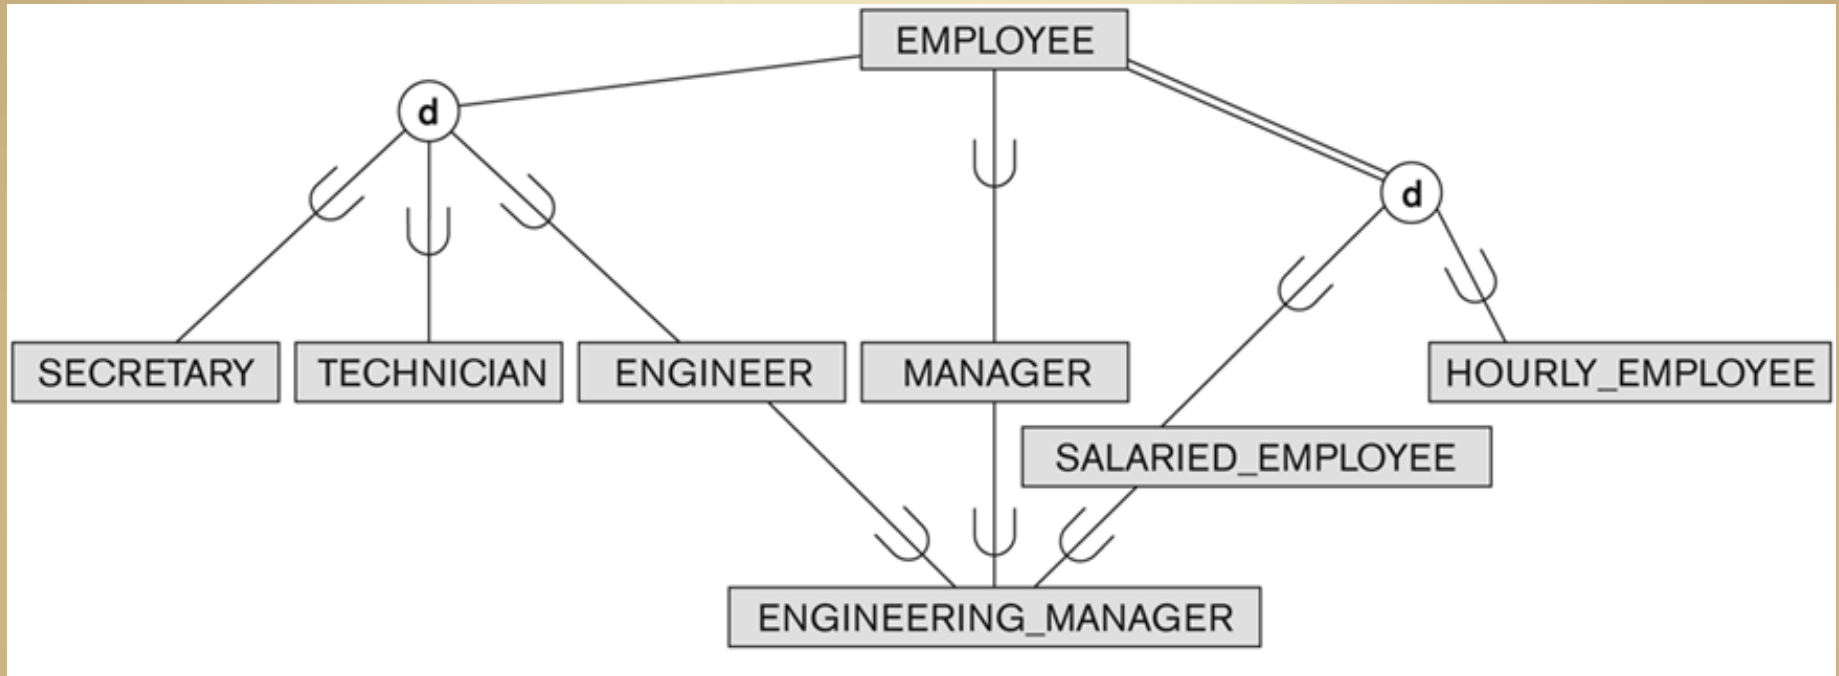 EMPLOYEE
d
d
SECRETARY
TECHNICIAN
ENGINEER
MANAGER
HOURLY_EMPLOYEE
SALARIED_EMPLOYEE
ENGINEERING_MANAGER